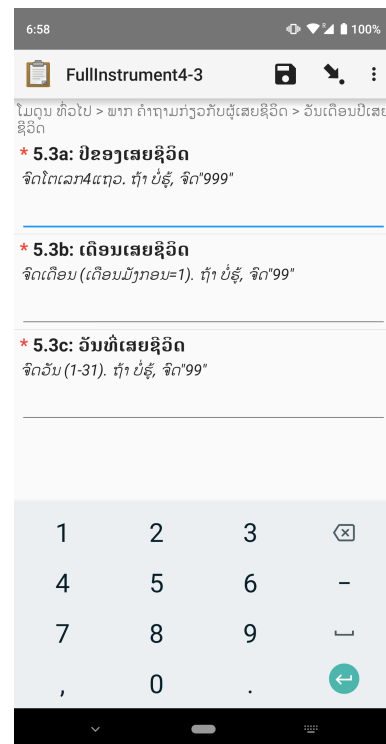 6:58
R
100%
FullInstrument4-3
ໂມດູນ ທົ່ວໄປ > ພາກ ຄຳຖາມກ່ຽວກັບຜູ້ເສຍຊີວິດ > ວັນເດືອນປີເສຍ
ຊີວິດ
* 5.3a: ປີຂອງເສຍຊີວິດ
ຈົດໂຕເລກ4ແຖວ. ຖ້າ ບໍ່ຮູ້, ຈົດ"999"
* 5.3b: ເດືອນເສຍຊີວິດ
ຈົດເດືອນ (ເດືອນມັງກອນ=1). ຖ້າ ບໍ່ຮູ້, ຈົດ"99"
* 5.3c: ວັນທີ່ເສຍຊີວິດ
ຈົດວັນ (1-31). ຖ້າ ບໍ່ຮູ້, ຈົດ"99"
1 2 3
4 5 6 –
7 8 9
, 0 .